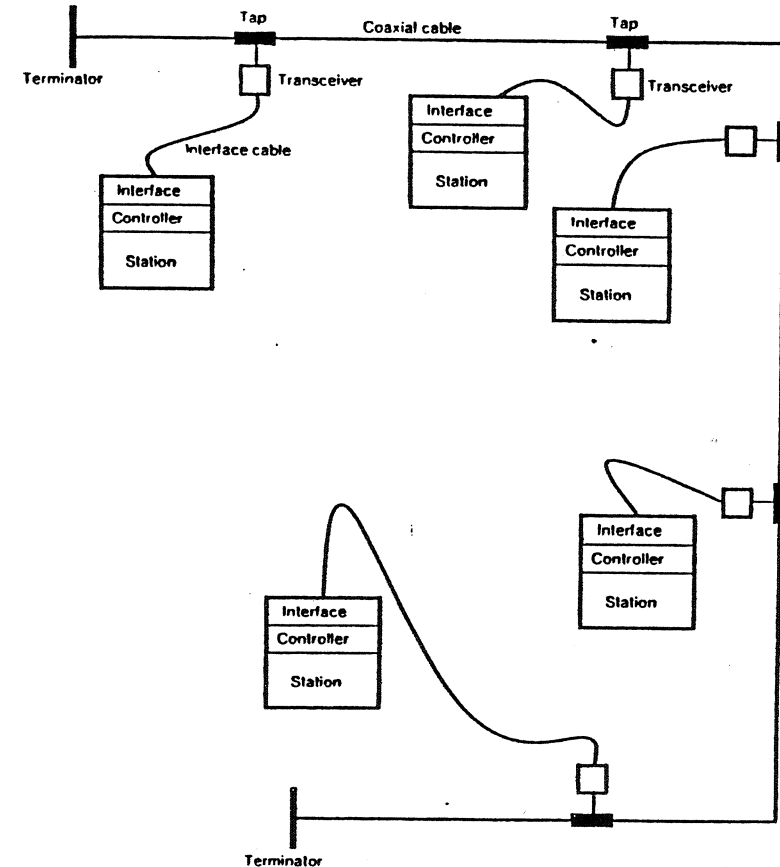 Tap
Coaxial cable
Tap
Terminator
Transceiver
Transceiver
Interface cable
Interface
Controller
Station
Interface
Controller
Station
Interface
Controller
Station
Interface
Controller
Station
Interface
Controller
Station
Terminator